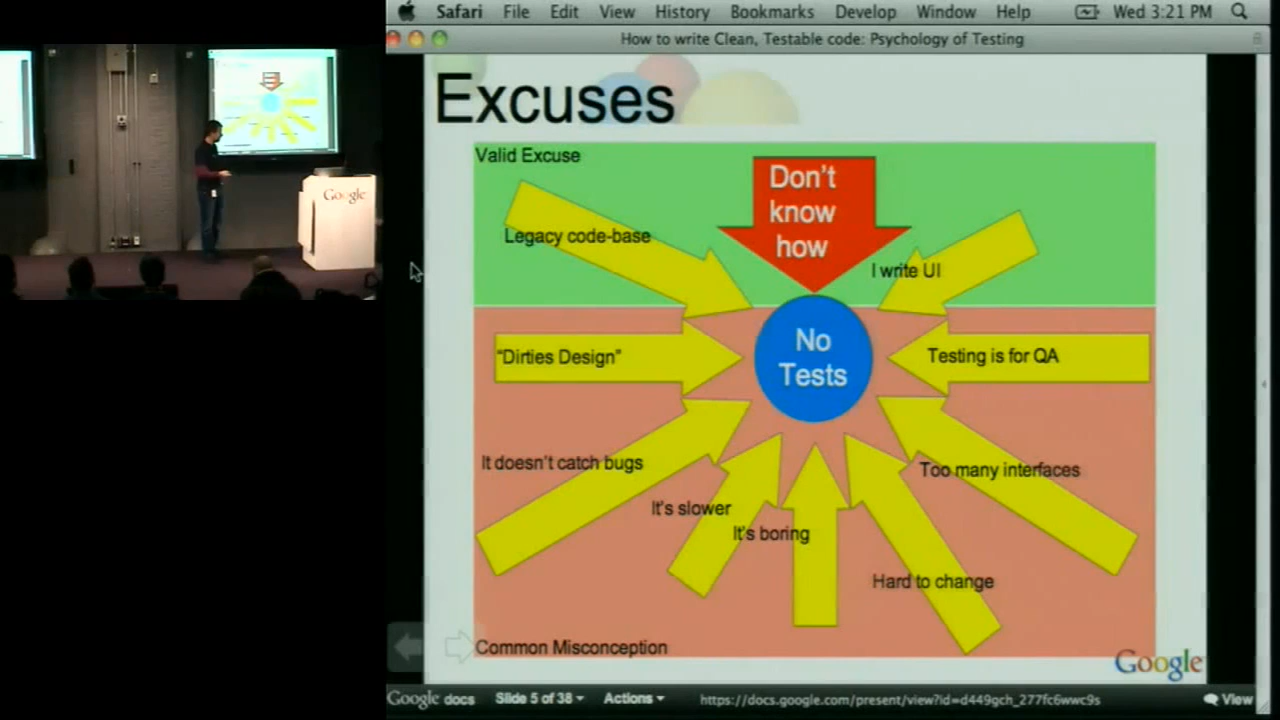 Safari File Edit View History Bookmarks Develop Window Help Wed 3:21 PM
How to write Clean, Testable code: Psychology of Testing
Excuses
Valid Excuse
Don't
know
how
Legacy code-base
I write UI
No
Tests
"Dirties Design"
Testing is for QA
It doesn't catch bugs
Too many interfaces
It's slower
It's boring
Hard to change
Common Misconception
Google
Google docs Slide 5 of 38 Actions https://docs.google.com/present/view?id=d449gch_277fc6wwc9s View
Google